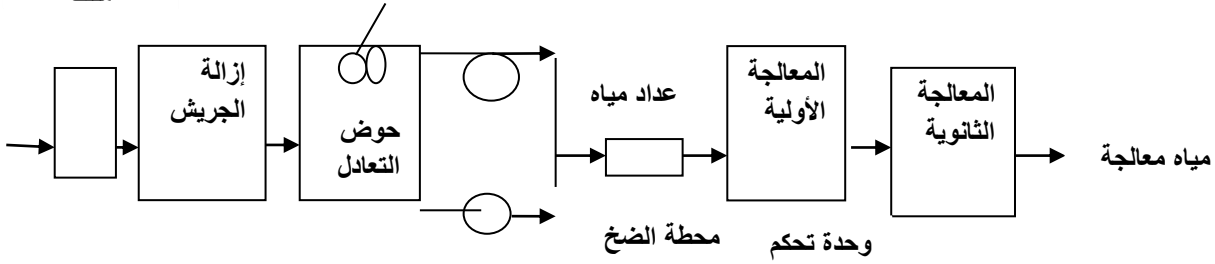 إزالة
الجريش
حوض
التعادل
عداد مياه
المعالجة
الأولية
المعالجة
الثانوية
مياه معالجة
محطة الضخ
وحدة تحكم